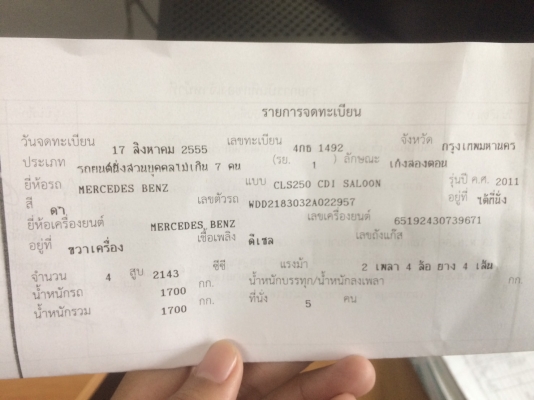 รายการจดทะเบียน
วันจดทะเบียน 17 สิงหาคม 2555 เลขทะเบียน 4กธ 1492 จังหวัด กรุงเทพมหานคร
ประเภท รถยนต์นั่งส่วนบุคคลไม่เกิน 7 คน (รย. 1 ) ลักษณะ เก๋งสองตอน
ยี่ห้อรถ MERCEDES BENZ แบบ CLS250 CDI SALOON รุ่นปี ค.ศ. 2011
สี ดำ เลขตัวรถ WDD2183032A022957 อยู่ที่ ใต้ที่นั่ง
ยี่ห้อเครื่องยนต์ MERCEDES BENZ เลขเครื่องยนต์ 65192430739671
อยู่ที่ ขวาเครื่อง เชื้อเพลิง ดีเซล เลขถังแก๊ส
จำนวน 4 สูบ 2143 ซีซี แรงม้า 2 เพลา 4 ล้อ ยาง 4 เส้น
น้ำหนักรถ 1700 กก. น้ำหนักบรรทุก/น้ำหนักลงเพลา กก.
น้ำหนักรวม 1700 กก. ที่นั่ง 5 คน